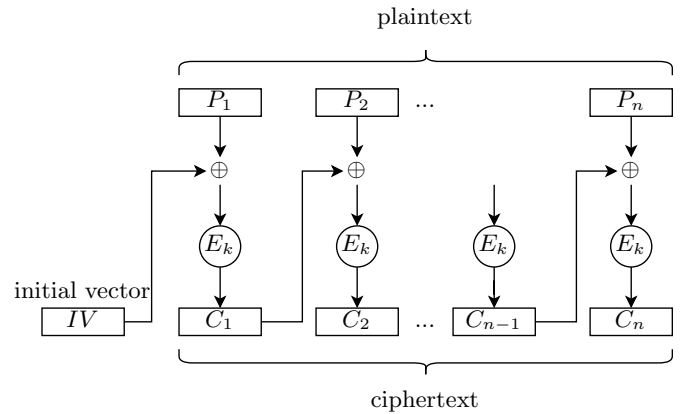 plaintext
P₁ P₂ ... Pₙ
⊕ ⊕ ⊕
Eₖ Eₖ Eₖ Eₖ
initial vector
IV C₁ C₂ ... Cₙ₋₁ Cₙ
ciphertext